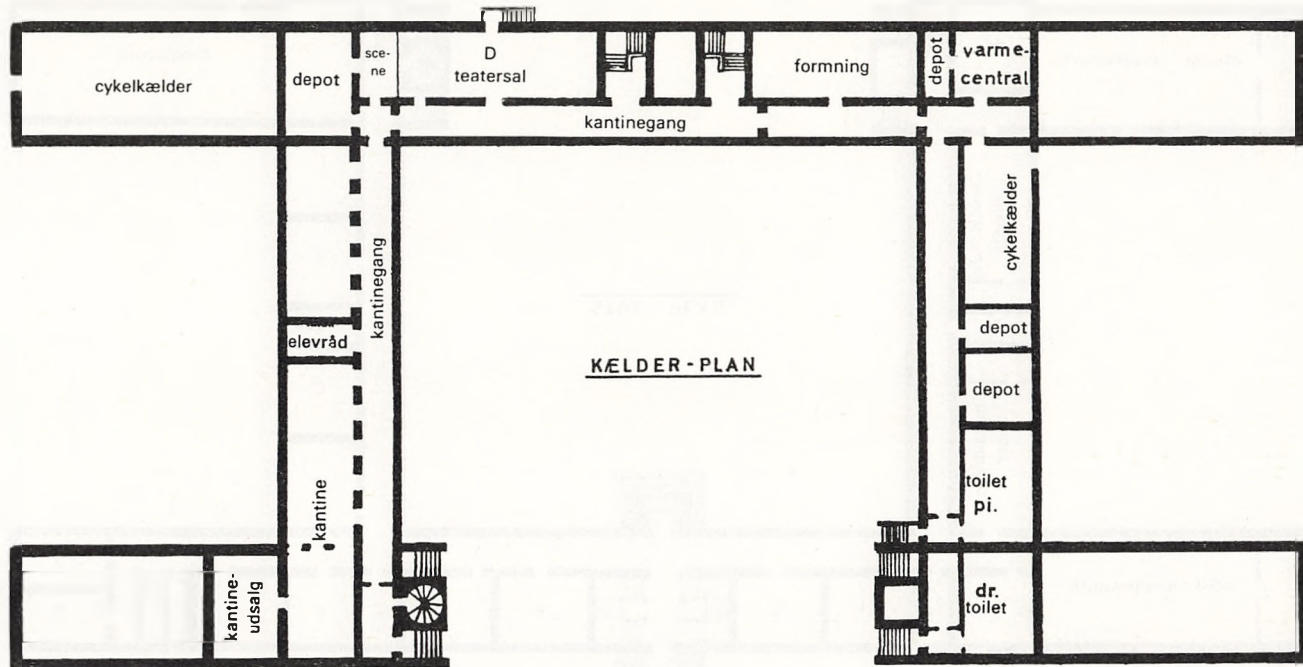 cykelkælder
depot
sce-
ne
D
teatersal
formning
depot
varme-
central
kantinegang
kantinegang
cykelkælder
elevråd
depot
KÆLDER-PLAN
depot
kantine
toilet
pi.
kantine-
udsalg
dr.
toilet